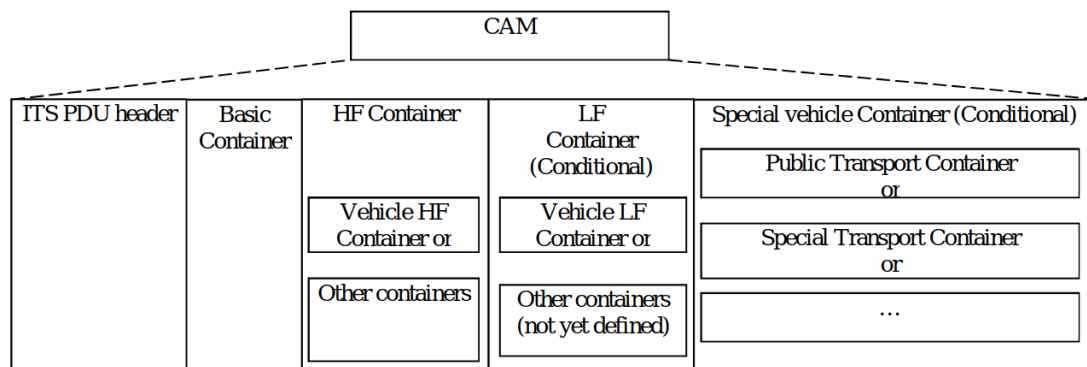 CAM
ITS PDU header
Basic
Container
HF Container
Vehicle HF
Container or
Other containers
LF
Container
(Conditional)
Vehicle LF
Container or
Other containers
(not yet defined)
Special vehicle Container (Conditional)
Public Transport Container
or
Special Transport Container
or
…